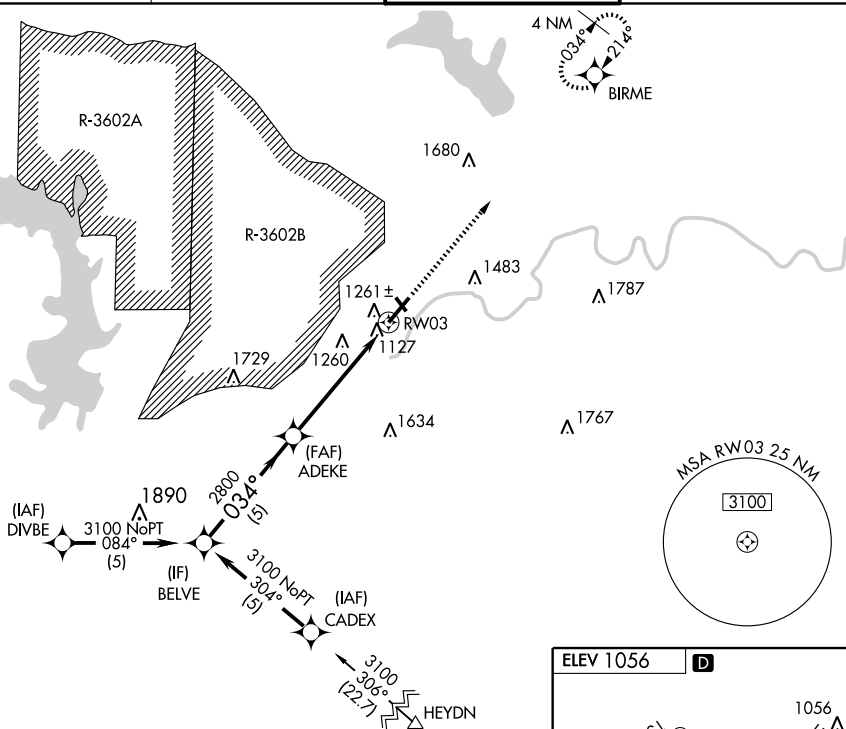 4 NM
034°
214°
BIRME
R-3602A
1680
R-3602B
1483
1261±
1787
RW03
1127
1260
1729
1634
1767
(FAF)
ADEKE
MSA RW03 25 NM
3100
2800
034°
(5)
1890
(IAF)
DIVBE
3100 NoPT
084°
(5)
(IF)
BELVE
3100 NoPT
304°
(5)
(IAF)
CADEX
3100
306°
(22.7)
HEYDN
ELEV 1056
D
1056